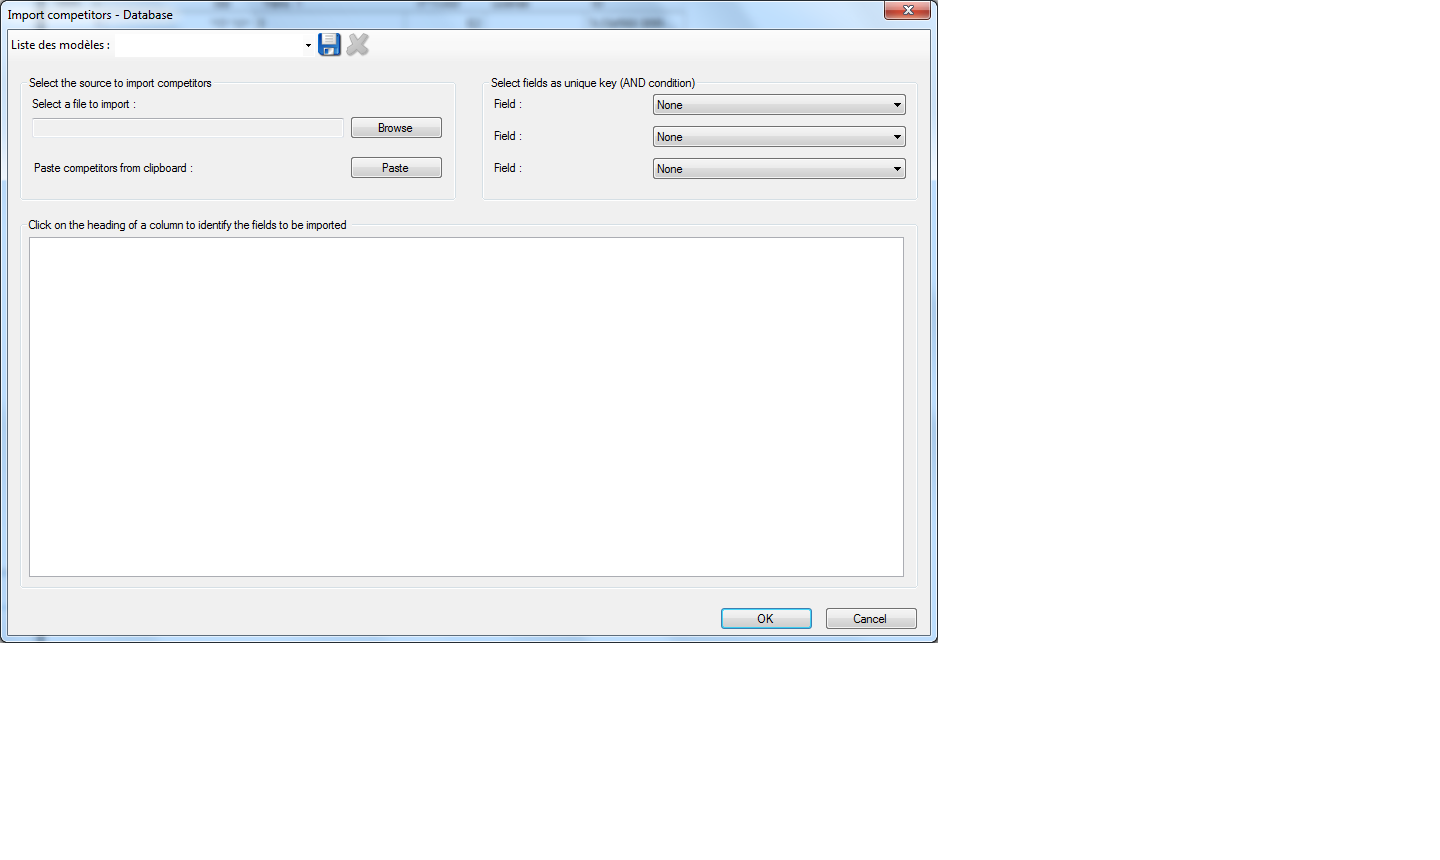 Import competitors - Database
Liste des modèles :
Select the source to import competitors
Select a file to import :
Browse
Paste competitors from clipboard :
Paste
Select fields as unique key (AND condition)
Field :
None
Field :
None
Field :
None
Click on the heading of a column to identify the fields to be imported
OK
Cancel